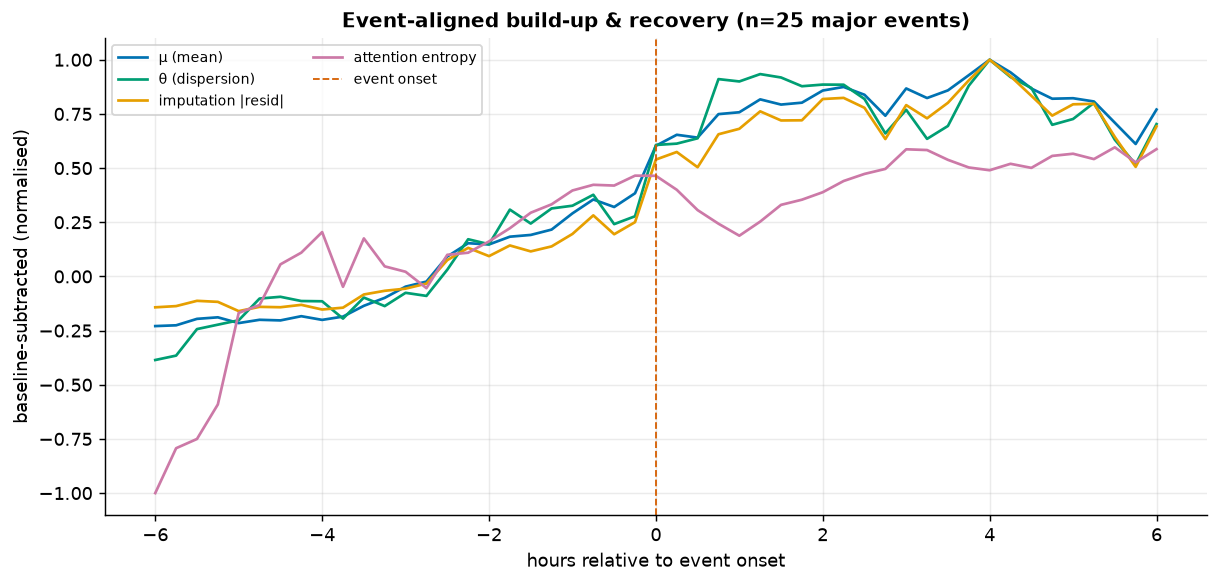 Event-aligned build-up & recovery (n=25 major events)
μ (mean)
θ (dispersion)
imputation |resid|
attention entropy
event onset
baseline-subtracted (normalised)
1.00
0.75
0.50
0.25
0.00
−0.25
−0.50
−0.75
−1.00
−6
−4
−2
0
2
4
6
hours relative to event onset